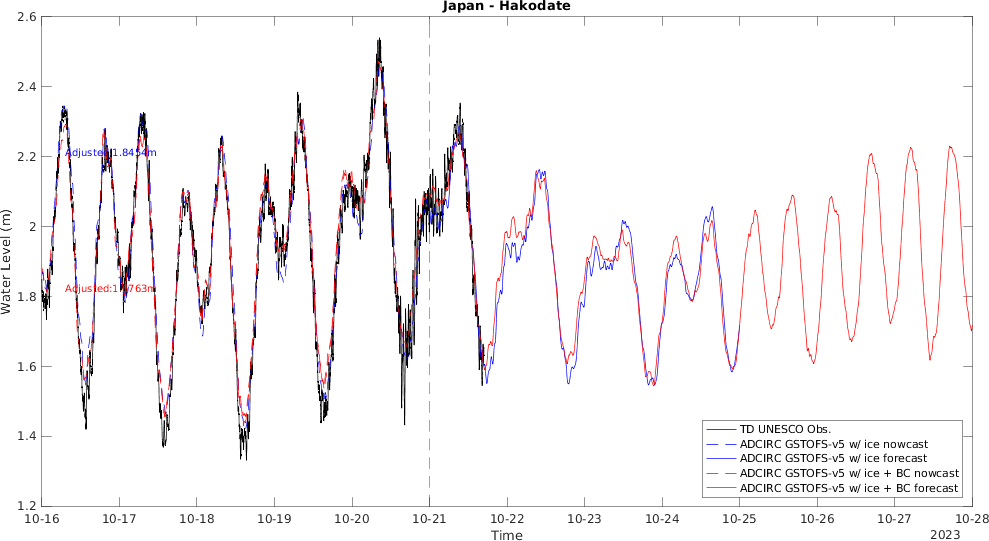 Japan - Hakodate
2.6
2.4
2.2
2
1.8
1.6
1.4
1.2
Water Level (m)
Adjusted:1.8454m
TD UNESCO Obs.
ADCIRC GSTOFS-v5 w/ ice nowcast
ADCIRC GSTOFS-v5 w/ ice forecast
ADCIRC GSTOFS-v5 w/ ice + BC nowcast
ADCIRC GSTOFS-v5 w/ ice + BC forecast
10-16 10-17 10-18 10-19 10-20 10-21 10-22 10-23 10-24 10-25 10-26 10-27 10-28
Time
2023